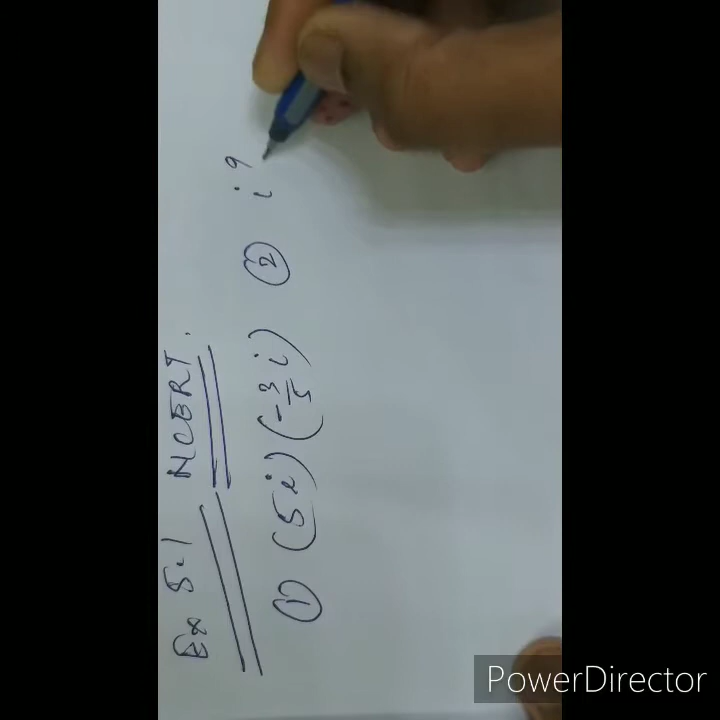 Ex 5.1 NCERT.
① (5i)(-3/5 i) ② i⁹
PowerDirector